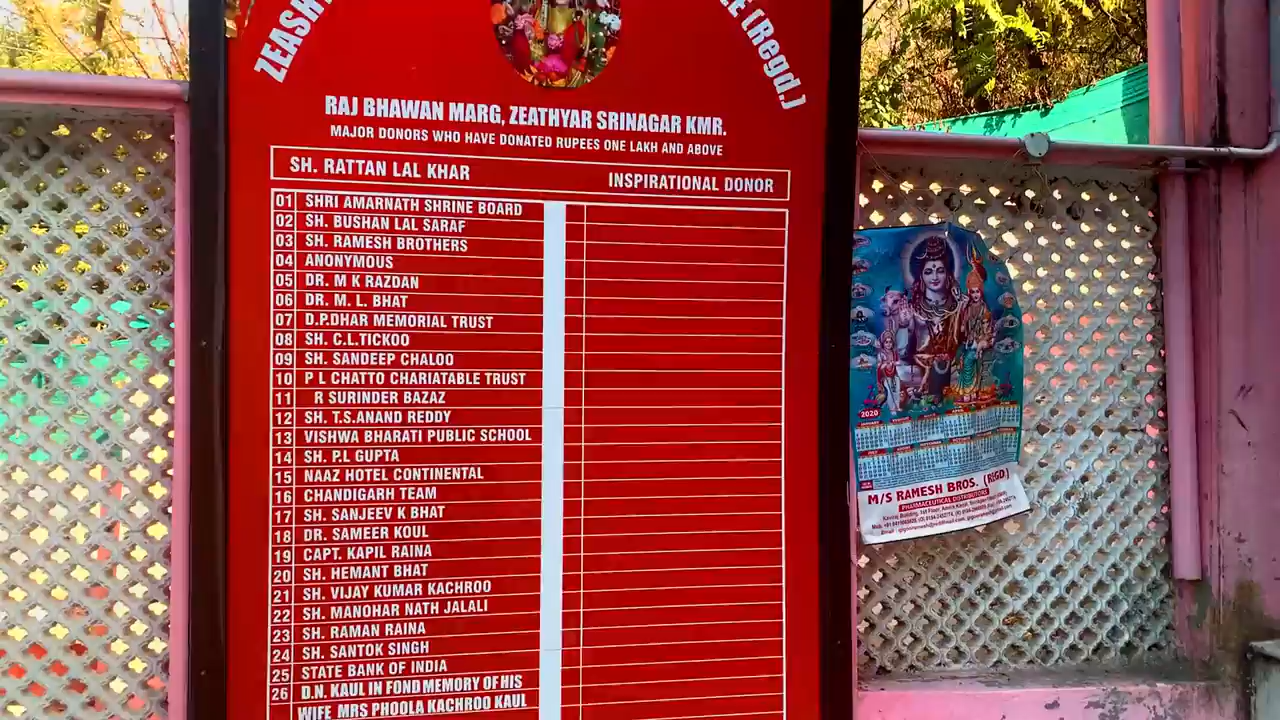 ZEASHT
EE (Regd.)
RAJ BHAWAN MARG, ZEATHYAR SRINAGAR KMR.
MAJOR DONORS WHO HAVE DONATED RUPEES ONE LAKH AND ABOVE
SH. RATTAN LAL KHAR INSPIRATIONAL DONOR
01 SHRI AMARNATH SHRINE BOARD
02 SH. BUSHAN LAL SARAF
03 SH. RAMESH BROTHERS
04 ANONYMOUS
05 DR. M K RAZDAN
06 DR. M. L. BHAT
07 D.P.DHAR MEMORIAL TRUST
08 SH. C.L.TICKOO
09 SH. SANDEEP CHALOO
10 P L CHATTO CHARIATABLE TRUST
11 R SURINDER BAZAZ
12 SH. T.S.ANAND REDDY
13 VISHWA BHARATI PUBLIC SCHOOL
14 SH. P.L GUPTA
15 NAAZ HOTEL CONTINENTAL
16 CHANDIGARH TEAM
17 SH. SANJEEV K BHAT
18 DR. SAMEER KOUL
19 CAPT. KAPIL RAINA
20 SH. HEMANT BHAT
21 SH. VIJAY KUMAR KACHROO
22 SH. MANOHAR NATH JALALI
23 SH. RAMAN RAINA
24 SH. SANTOK SINGH
25 STATE BANK OF INDIA
26 D.N. KAUL IN FOND MEMORY OF HIS
WIFE MRS PHOOLA KACHROO KAUL
2020
M/S RAMESH BROS. (REGD.)
PHARMACEUTICAL DISTRIBUTORS